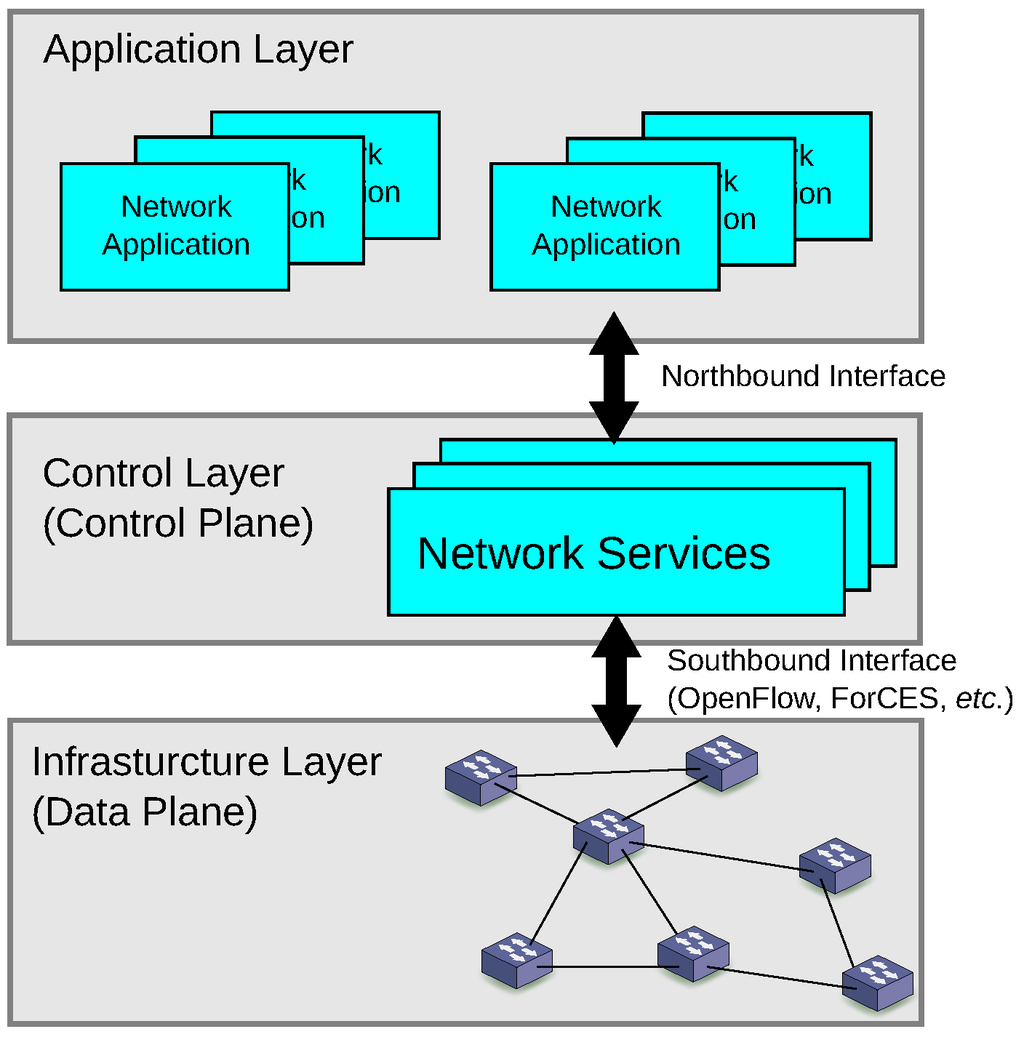 Application Layer
Network
Application
Network
Application
Northbound Interface
Control Layer
(Control Plane)
Network Services
Southbound Interface
(OpenFlow, ForCES, etc.)
Infrasturcture Layer
(Data Plane)